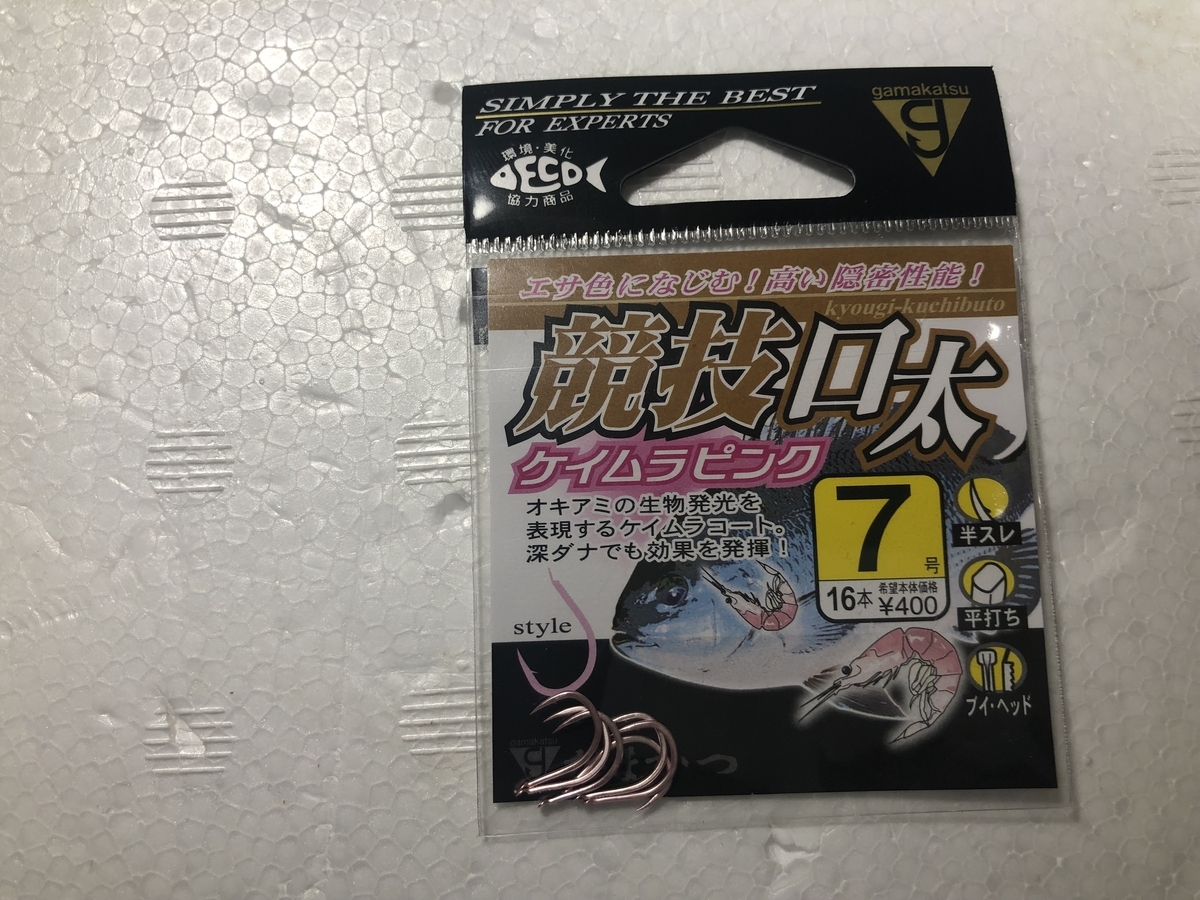 SIMPLY THE BEST
FOR EXPERTS
gamakatsu
g
環境・美化
ECO
協力商品
エサ色になじむ!高い隠密性能!
kyougi-kuchibuto
競技口太
ケイムラピンク
オキアミの生物発光を
表現するケイムラコート。
深ダナでも効果を発揮!
7号
16本 希望本体価格 ¥400
半スレ
平打ち
ブイ・ヘッド
style
gamakatsu